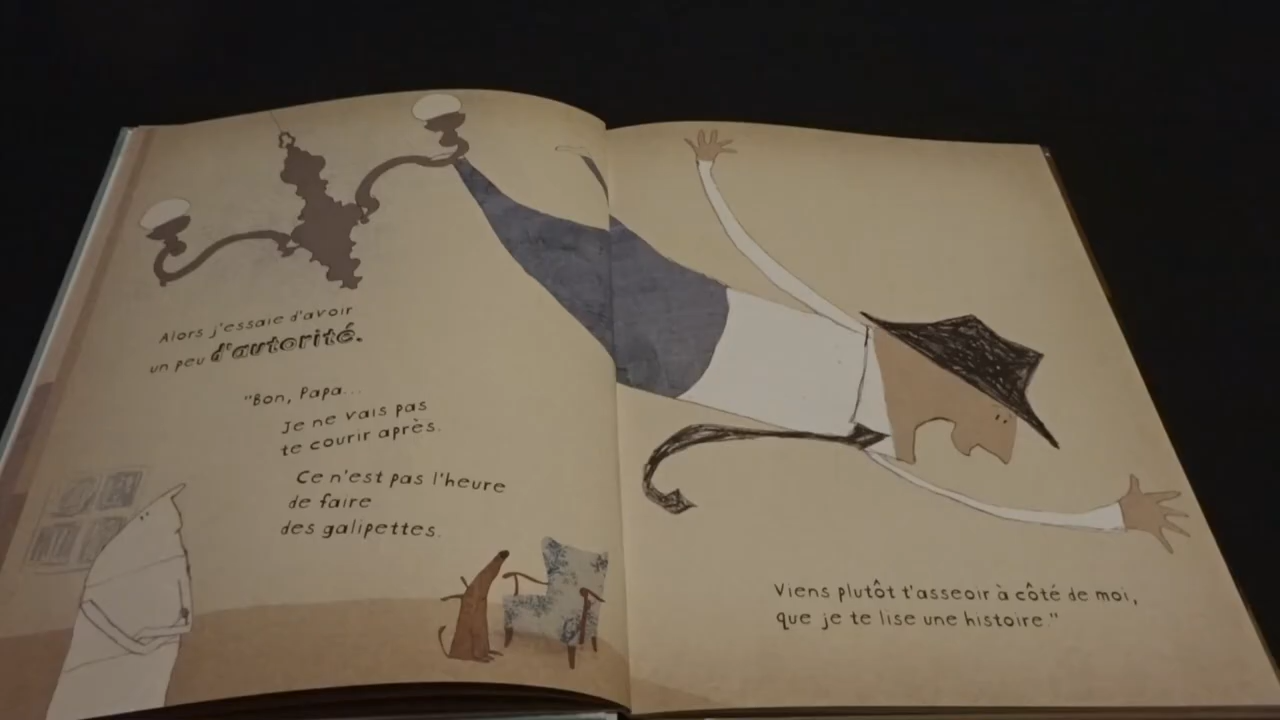 Alors j'essaie d'avoir
un peu d'autorité.
"Bon, Papa...
Je ne vais pas
te courir après.
Ce n'est pas l'heure
de faire
des galipettes.
Viens plutôt t'asseoir à côté de moi,
que je te lise une histoire"